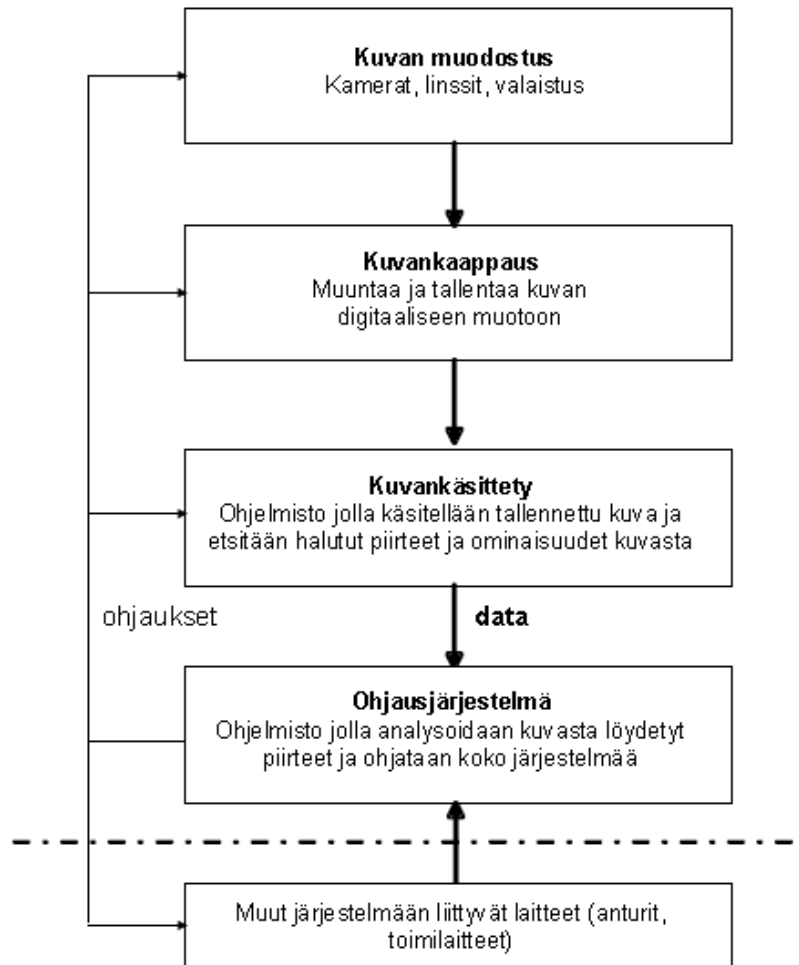 Kuvan muodostus
Kamerat, linssit, valaistus
Kuvankaappaus
Muuntaa ja tallentaa kuvan
digitaaliseen muotoon
Kuvankäsittety
Ohjelmisto jolla käsitellään tallennettu kuva ja
etsitään halutut piirteet ja ominaisuudet kuvasta
ohjaukset
data
Ohjausjärjestelmä
Ohjelmisto jolla analysoidaan kuvasta löydetyt
piirteet ja ohjataan koko järjestelmää
Muut järjestelmään liittyvät laitteet (anturit,
toimilaitteet)